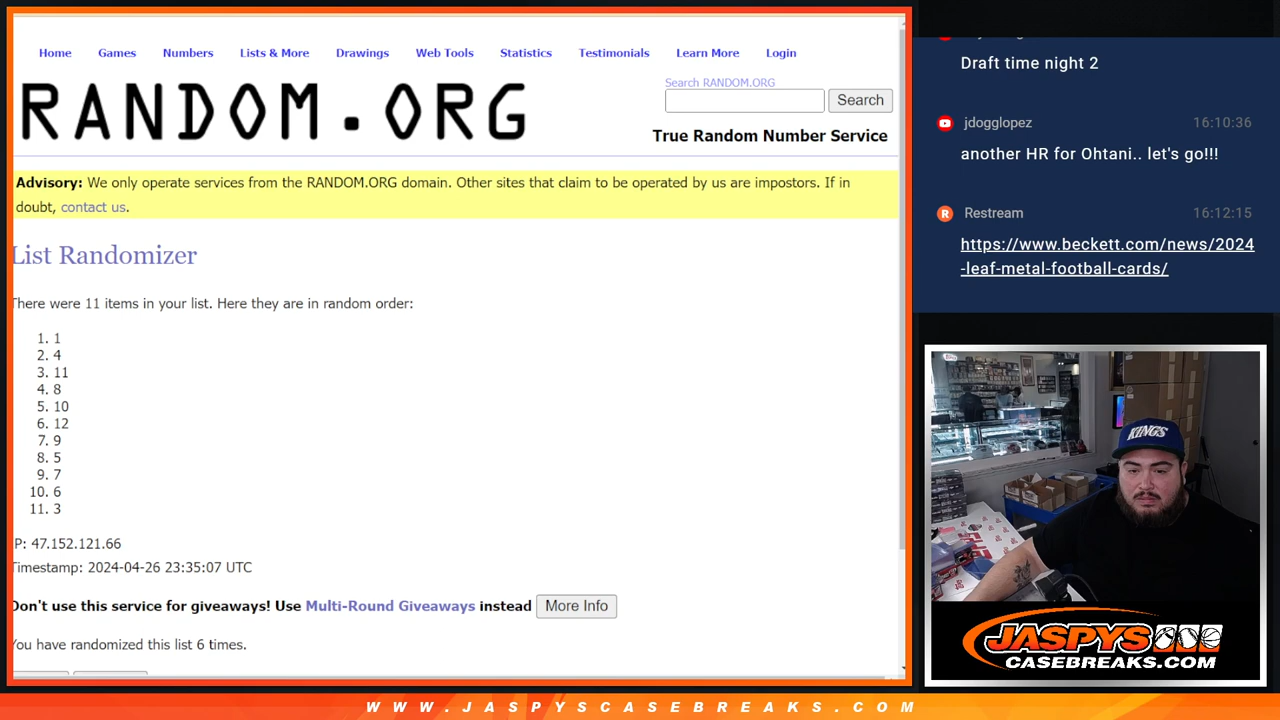 Home Games Numbers Lists & More Drawings Web Tools Statistics Testimonials Learn More Login
RANDOM.ORG
Search RANDOM.ORG
Search
True Random Number Service
Advisory: We only operate services from the RANDOM.ORG domain. Other sites that claim to be operated by us are impostors. If in
doubt, contact us.
List Randomizer
There were 11 items in your list. Here they are in random order:
1. 1
2. 4
3. 11
4. 8
5. 10
6. 12
7. 9
8. 5
9. 7
10. 6
11. 3
P: 47.152.121.66
Timestamp: 2024-04-26 23:35:07 UTC
Don't use this service for giveaways! Use Multi-Round Giveaways instead More Info
You have randomized this list 6 times.
Draft time night 2
jdogglopez 16:10:36
another HR for Ohtani.. let's go!!!
Restream 16:12:15
https://www.beckett.com/news/2024
-leaf-metal-football-cards/
KINGS
JASPYS
CASEBREAKS.COM
WWW.JASPYSCASEBREAKS.COM